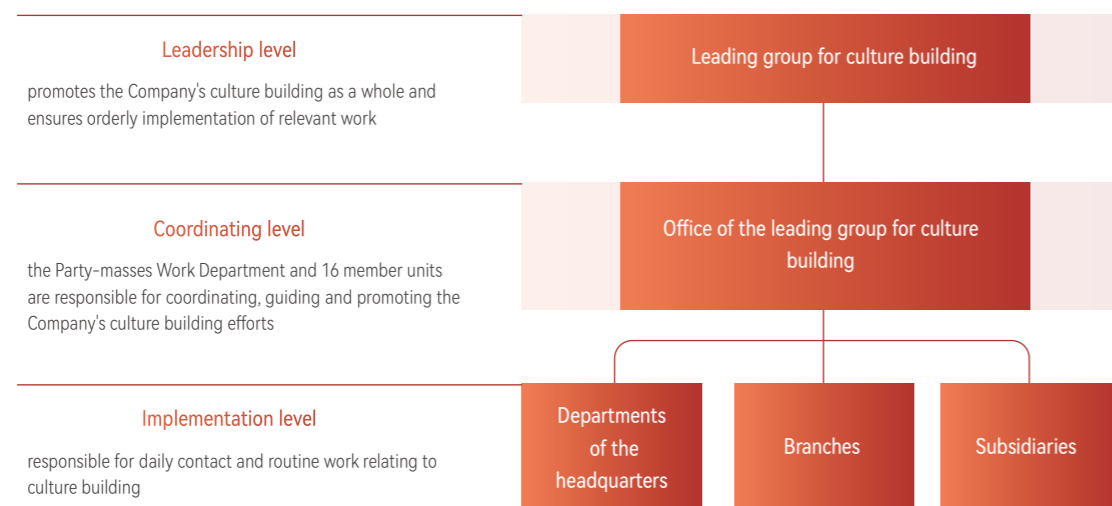 Leadership level
promotes the Company's culture building as a whole and
ensures orderly implementation of relevant work
Leading group for culture building
Coordinating level
the Party-masses Work Department and 16 member units
are responsible for coordinating, guiding and promoting the
Company's culture building efforts
Office of the leading group for culture
building
Implementation level
responsible for daily contact and routine work relating to
culture building
Departments
of the
headquarters
Branches
Subsidiaries